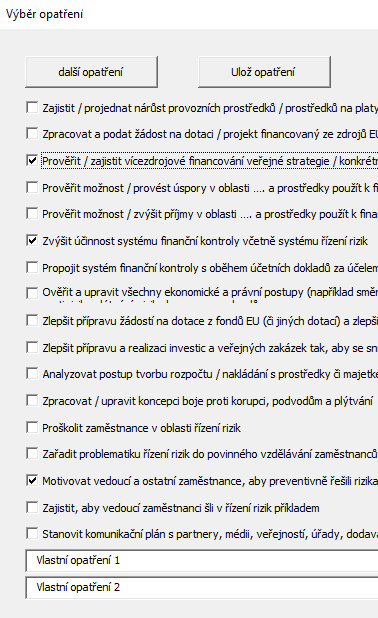 Výběr opatření
další opatření
Ulož opatření
Zajistit / projednat nárůst provozních prostředků / prostředků na platy
Zpracovat a podat žádost na dotaci / projekt financovaný ze zdrojů EU
Prověřit / zajistit vícezdrojové financování veřejné strategie / konkrétn
Prověřit možnost / provést úspory v oblasti .... a prostředky použít k fi
Prověřit možnost / zvýšit příjmy v oblasti .... a prostředky použít k finan
Zvýšit účinnost systému finanční kontroly včetně systému řízení rizik
Propojit systém finanční kontroly s oběhem účetních dokladů za účelem
Ověřit a upravit všechny ekonomické a právní postupy (například směr
Zlepšit přípravu žádostí na dotace z fondů EU (či jiných dotací) a zlepši
Zlepšit přípravu a realizaci investic a veřejných zakázek tak, aby se sn
Analyzovat postup tvorbu rozpočtu / nakládání s prostředky či majetke
Zpracovat / upravit koncepci boje proti korupci, podvodům a plýtvání
Proškolit zaměstnance v oblasti řízení rizik
Zařadit problematiku řízení rizik do povinného vzdělávání zaměstnanců
Motivovat vedoucí a ostatní zaměstnance, aby preventivně řešili rizika
Zajistit, aby vedoucí zaměstnanci šli v řízení rizik příkladem
Stanovit komunikační plán s partnery, médii, veřejností, úřady, dodava
Vlastní opatření 1
Vlastní opatření 2